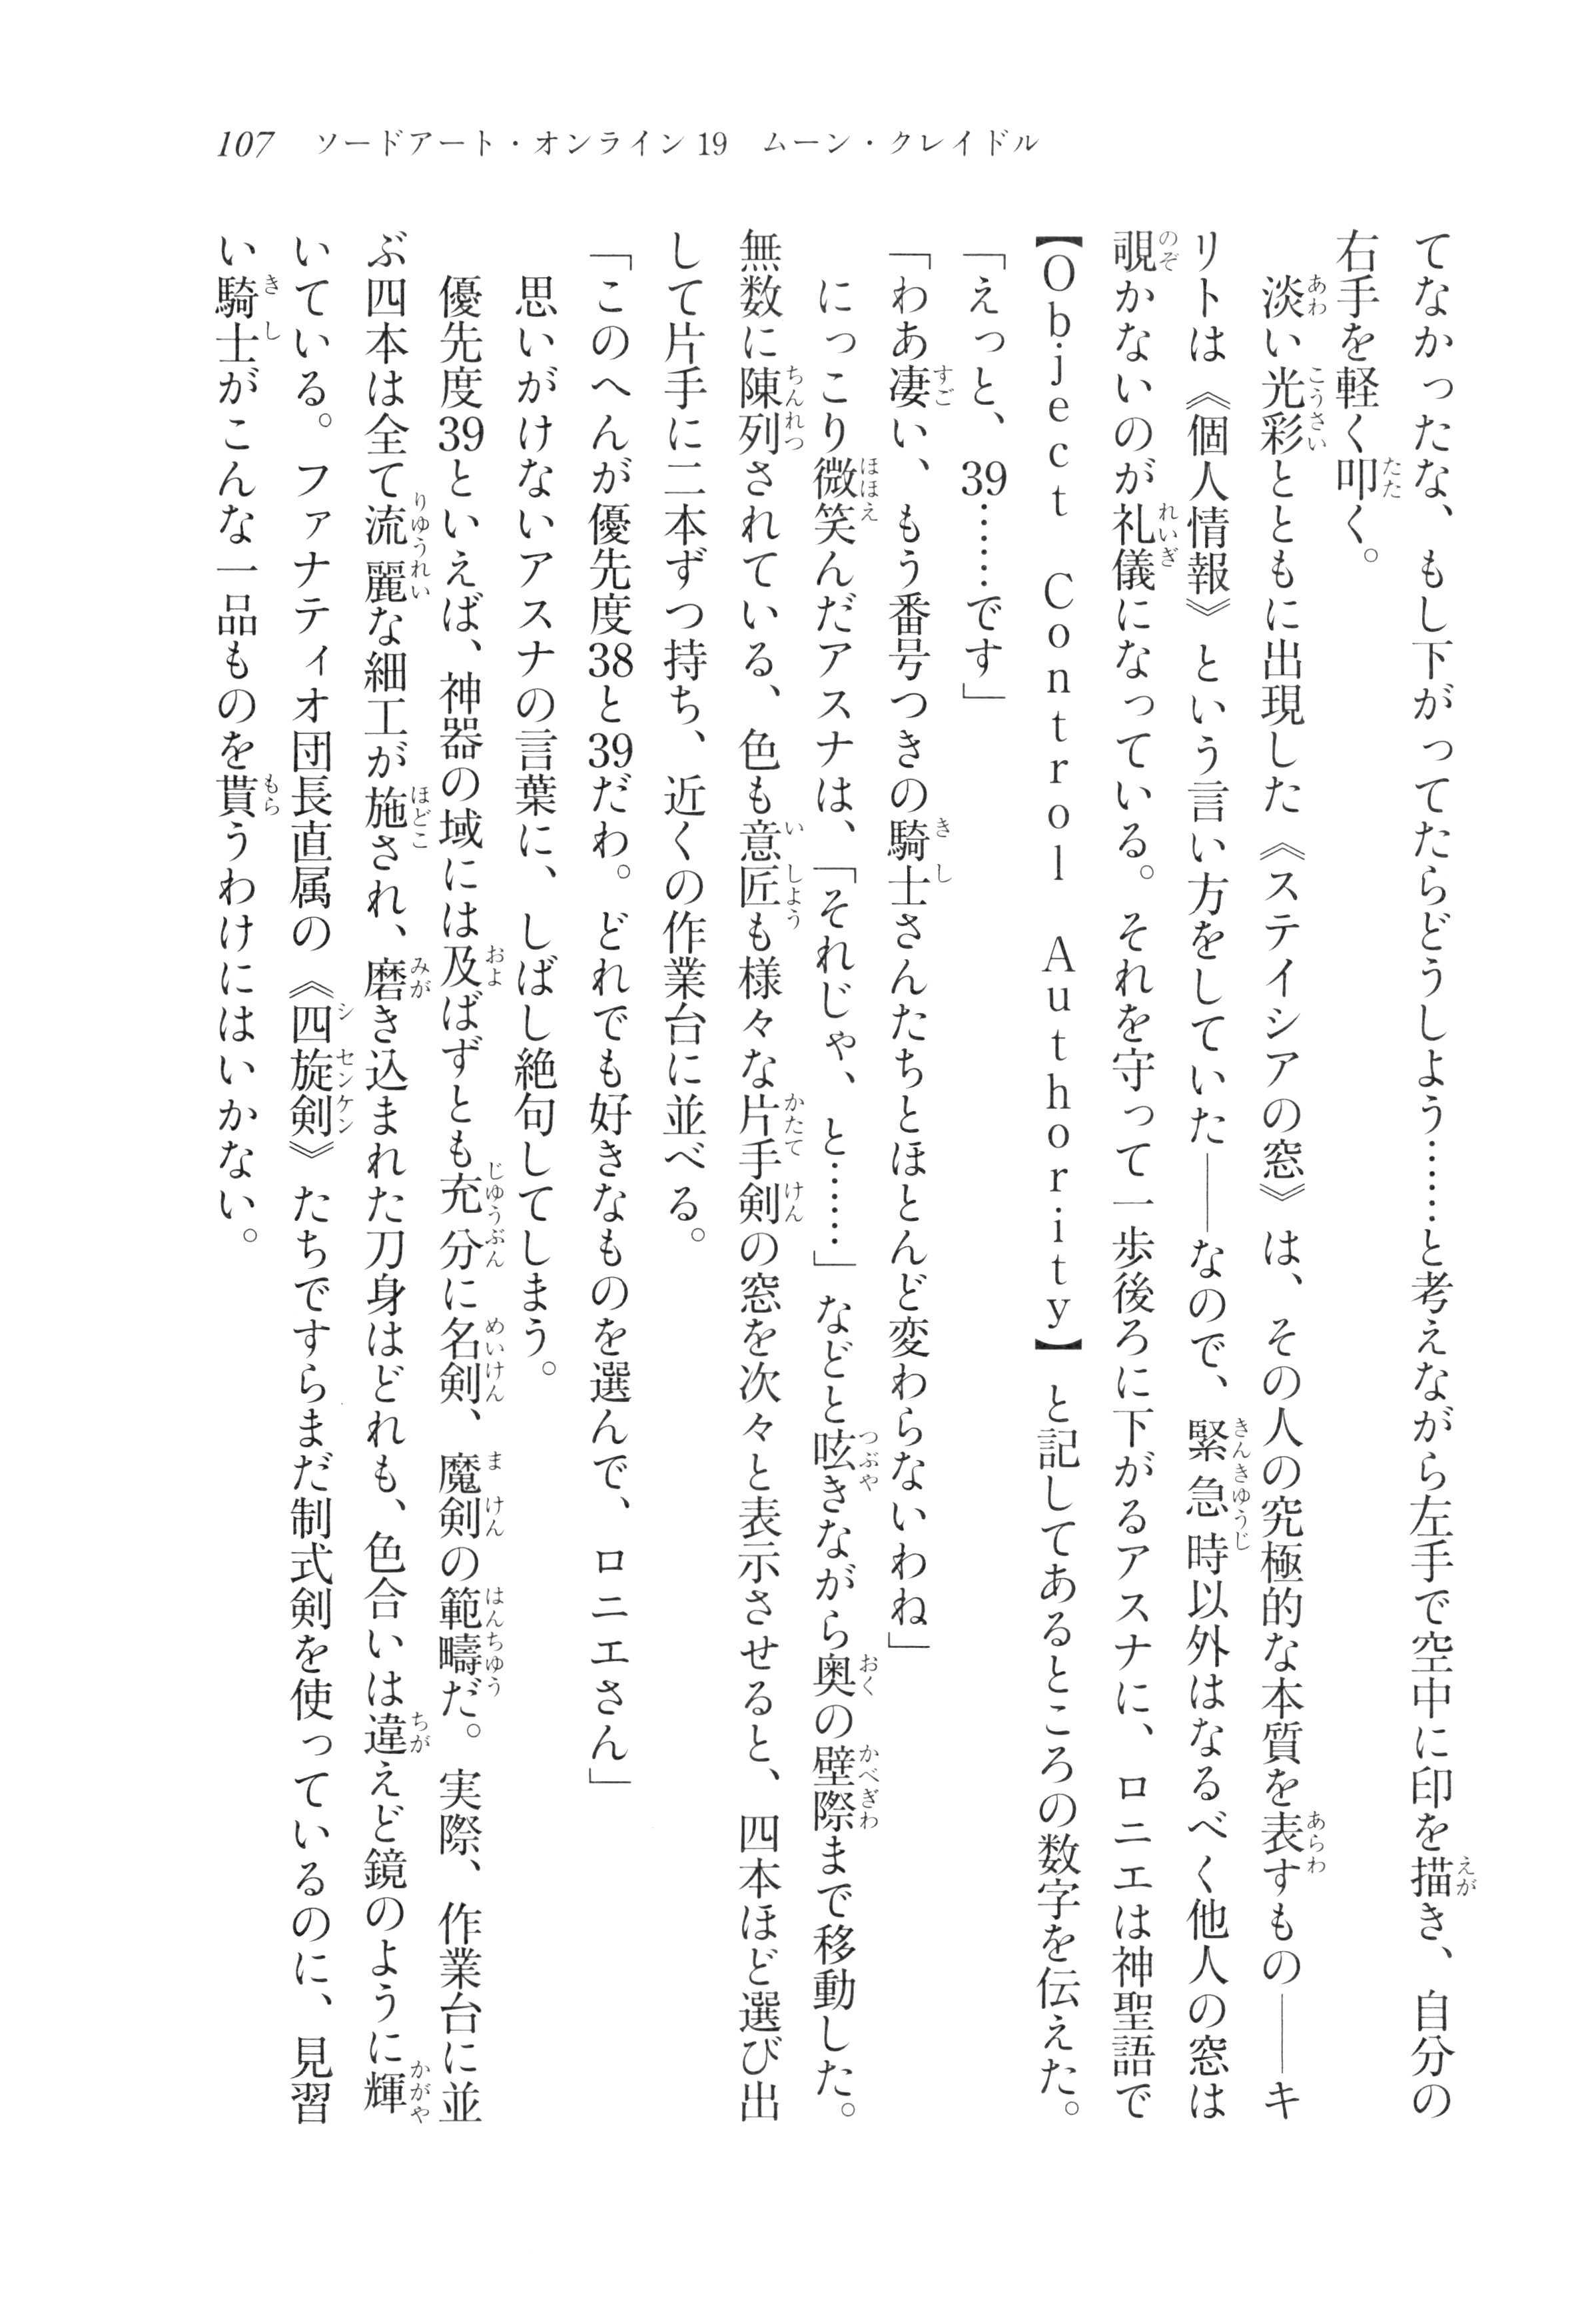 107　ソードアート・オンライン19　ムーン・クレイドル
てなかったな、もし下がってたらどうしよう……と考えながら左手で空中に印を描き、自分の
右手を軽く叩く。
　淡い光彩とともに出現した《ステイシアの窓》は、その人の究極的な本質を表すもの――キ
リトは《個人情報》という言い方をしていた――なので、緊急時以外はなるべく他人の窓は
覗かないのが礼儀になっている。それを守って一歩後ろに下がるアスナに、ロニエは神聖語で
【Object Control Authority】と記してあるところの数字を伝えた。
「えっと、39……です」
「わあ凄い、もう番号つきの騎士さんたちとほとんど変わらないわね」
　にっこり微笑んだアスナは、「それじゃ、と……」などと呟きながら奥の壁際まで移動した。
無数に陳列されている、色も意匠も様々な片手剣の窓を次々と表示させると、四本ほど選び出
して片手に二本ずつ持ち、近くの作業台に並べる。
「このへんが優先度38と39だわ。どれでも好きなものを選んで、ロニエさん」
　思いがけないアスナの言葉に、しばし絶句してしまう。
　優先度39といえば、神器の域には及ばずとも充分に名剣、魔剣の範疇だ。実際、作業台に並
ぶ四本は全て流麗な細工が施され、磨き込まれた刀身はどれも、色合いは違えど鏡のように輝
いている。ファナティオ団長直属の《四旋剣》たちですらまだ制式剣を使っているのに、見習
い騎士がこんな一品ものを貰うわけにはいかない。